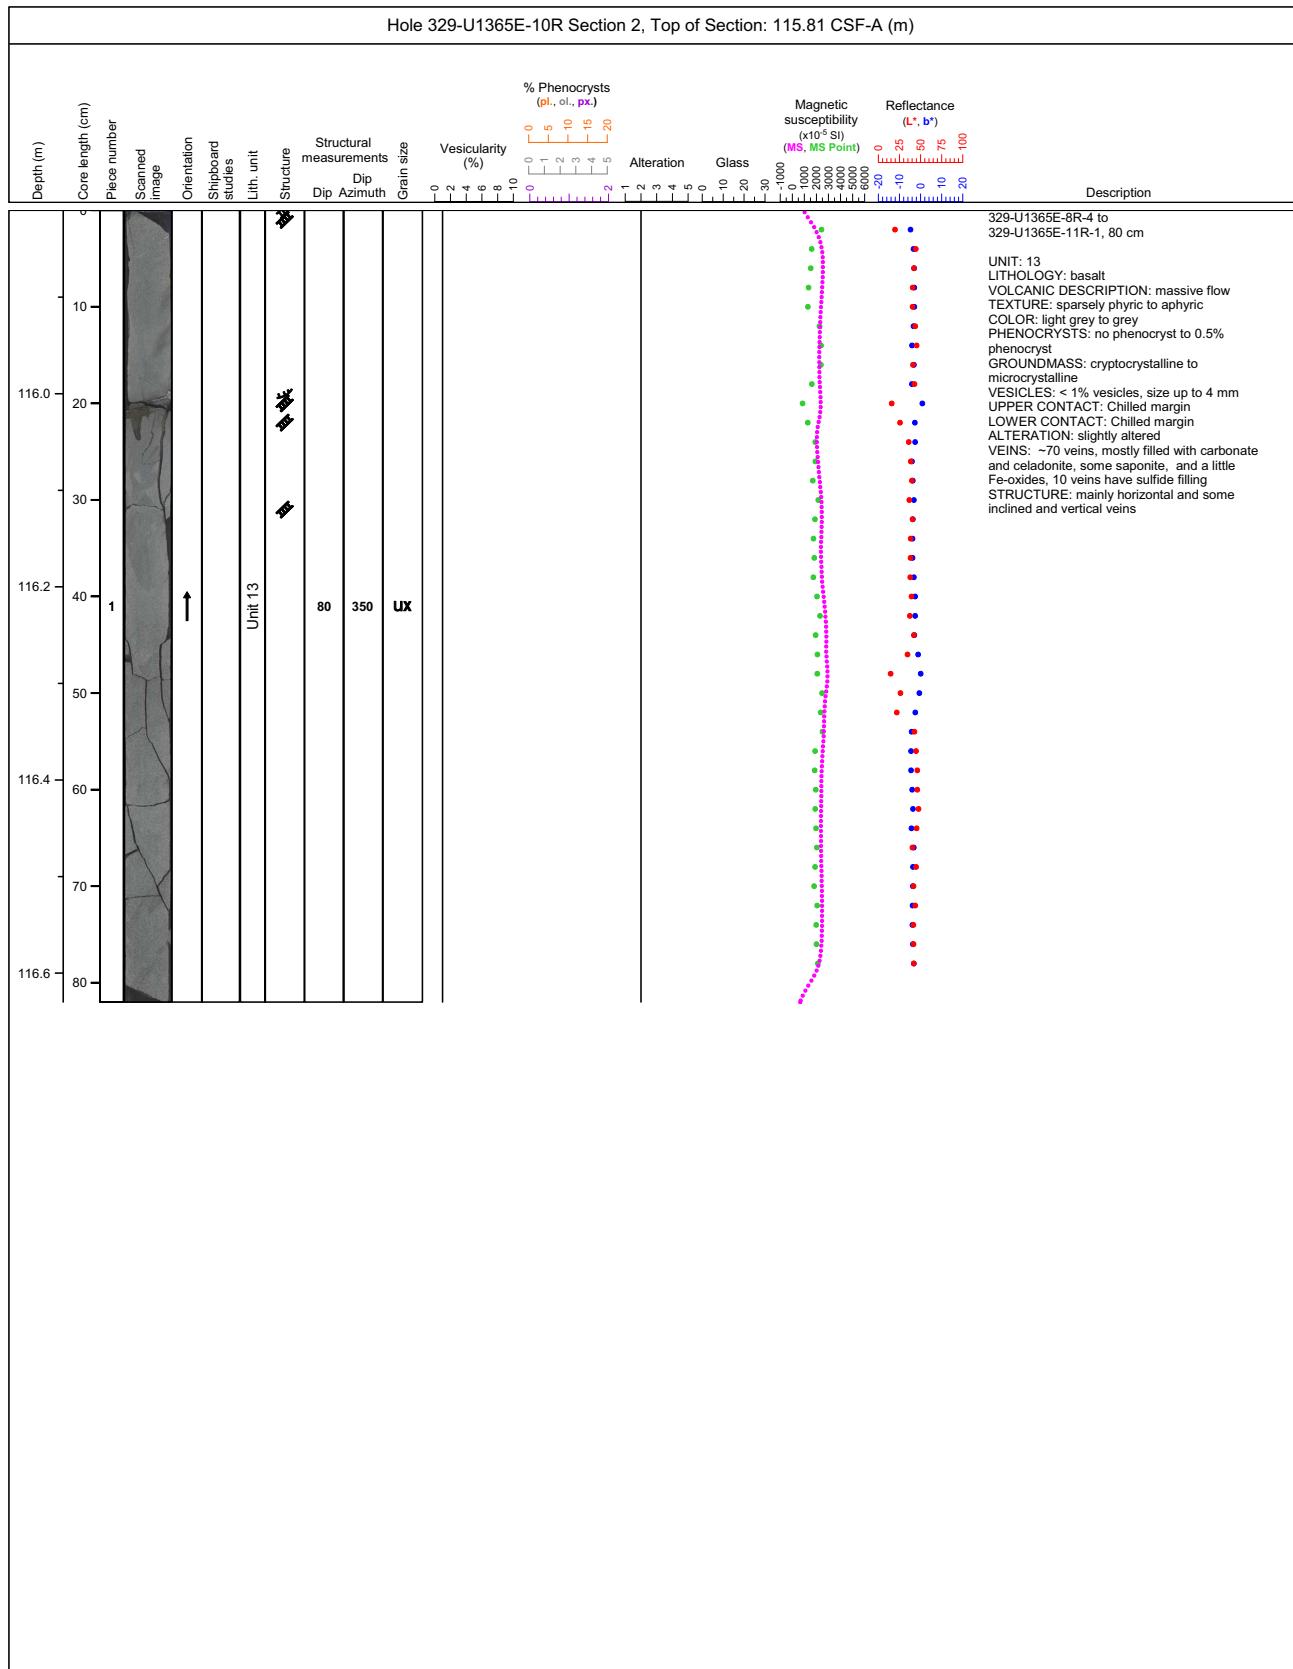 Hole 329-U1365E-10R Section 2, Top of Section: 115.81 CSF-A (m)
Depth (m)
Core length (cm)
Piece number
Scanned
image
Orientation
Shipboard
studies
Lith. unit
Structure
Structural
measurements
Dip
Dip Azimuth
Grain size
Vesicularity
(%)
0 2 4 6 8 10
% Phenocrysts
(pl., ol., px.)
0 5 10 15 20
0 1 2 3 4 5
0 1 2
Alteration
1 2 3 4 5
Glass
0 10 20 30
Magnetic
susceptibility
(x10-5 SI)
(MS, MS Point)
-1000 0 1000 2000 3000 4000 5000 6000
Reflectance
(L*, b*)
0 25 50 75 100
-20 -10 0 10 20
Description
0
10
116.0
20
30
116.2
40
50
116.4
60
70
116.6
80
1
Unit 13
80
350
UX
329-U1365E-8R-4 to
329-U1365E-11R-1, 80 cm
UNIT: 13
LITHOLOGY: basalt
VOLCANIC DESCRIPTION: massive flow
TEXTURE: sparsely phyric to aphyric
COLOR: light grey to grey
PHENOCRYSTS: no phenocryst to 0.5%
phenocryst
GROUNDMASS: cryptocrystalline to
microcrystalline
VESICLES: < 1% vesicles, size up to 4 mm
UPPER CONTACT: Chilled margin
LOWER CONTACT: Chilled margin
ALTERATION: slightly altered
VEINS: ~70 veins, mostly filled with carbonate
and celadonite, some saponite, and a little
Fe-oxides, 10 veins have sulfide filling
STRUCTURE: mainly horizontal and some
inclined and vertical veins